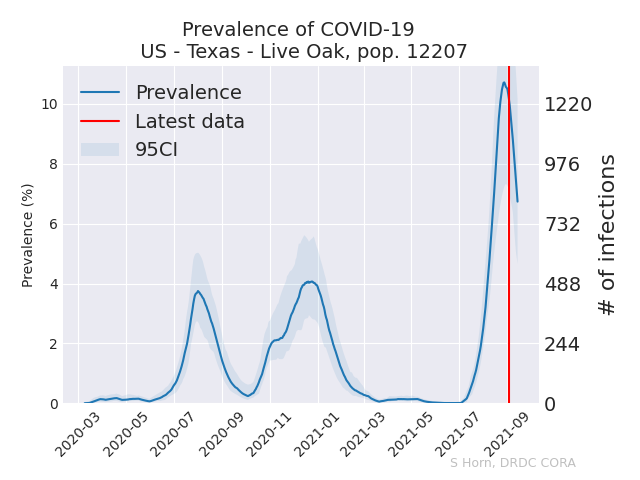 Prevalence of COVID-19
US - Texas - Live Oak, pop. 12207
Prevalence
Latest data
95CI
Prevalence (%)
10
8
6
4
2
0
1220
976
732
488
244
0
# of infections
2020-03
2020-05
2020-07
2020-09
2020-11
2021-01
2021-03
2021-05
2021-07
2021-09
S Horn, DRDC CORA